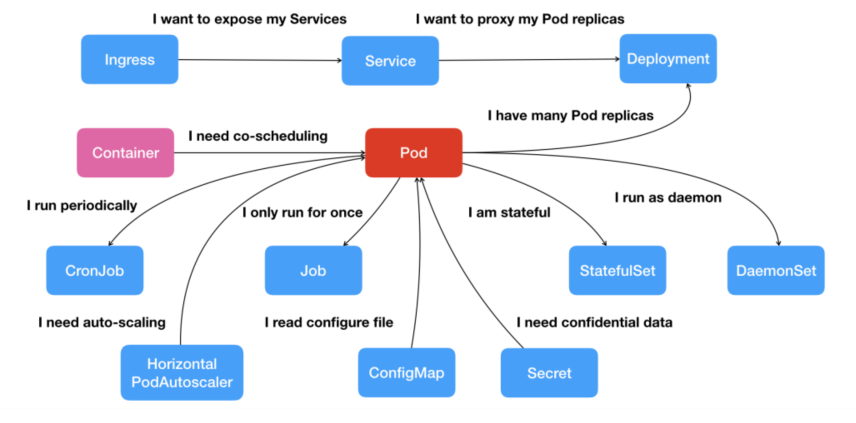 I want to expose my Services
I want to proxy my Pod replicas
Ingress
Service
Deployment
I have many Pod replicas
I need co-scheduling
Container
Pod
I run periodically
I only run for once
I am stateful
I run as daemon
CronJob
Job
StatefulSet
DaemonSet
I need auto-scaling
I read configure file
I need confidential data
Horizontal
PodAutoscaler
ConfigMap
Secret